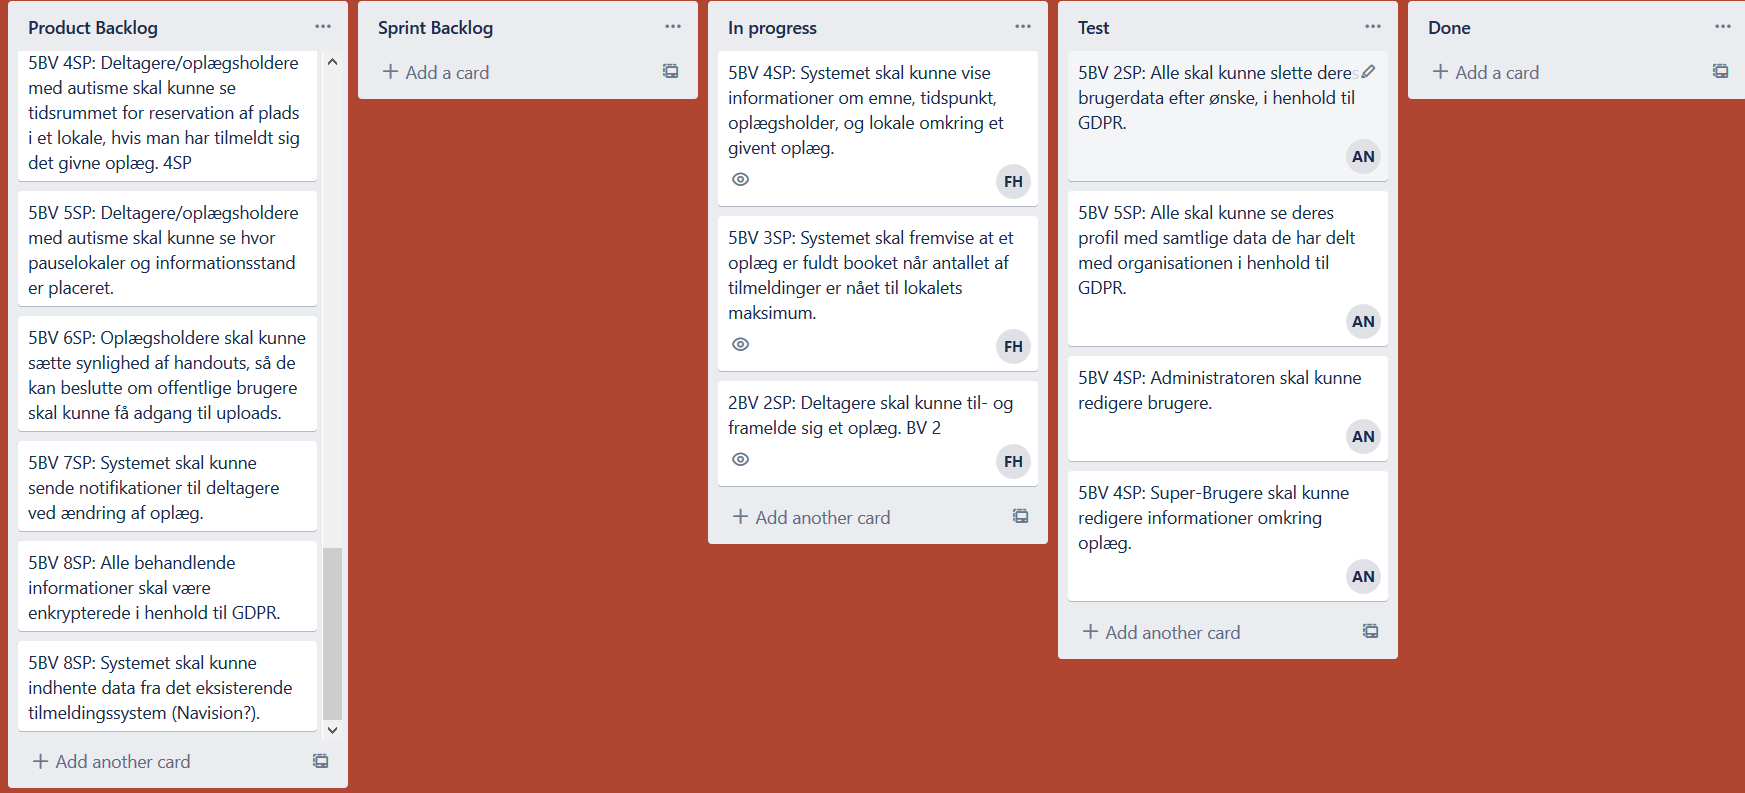 Product Backlog
5BV 4SP: Deltagere/oplægsholdere
med autisme skal kunne se
tidsrummet for reservation af plads
i et lokale, hvis man har tilmeldt sig
det givne oplæg. 4SP
5BV 5SP: Deltagere/oplægsholdere
med autisme skal kunne se hvor
pauselokaler og informationsstand
er placeret.
5BV 6SP: Oplægsholdere skal kunne
sætte synlighed af handouts, så de
kan beslutte om offentlige brugere
skal kunne få adgang til uploads.
5BV 7SP: Systemet skal kunne
sende notifikationer til deltagere
ved ændring af oplæg.
5BV 8SP: Alle behandlende
informationer skal være
enkrypterede i henhold til GDPR.
5BV 8SP: Systemet skal kunne
indhente data fra det eksisterende
tilmeldingssystem (Navision?).
+ Add another card
Sprint Backlog
+ Add a card
In progress
5BV 4SP: Systemet skal kunne vise
informationer om emne, tidspunkt,
oplægsholder, og lokale omkring et
givent oplæg.
FH
5BV 3SP: Systemet skal fremvise at et
oplæg er fuldt booket når antallet af
tilmeldinger er nået til lokalets
maksimum.
FH
2BV 2SP: Deltagere skal kunne til- og
framelde sig et oplæg. BV 2
FH
+ Add another card
Test
5BV 2SP: Alle skal kunne slette deres
brugerdata efter ønske, i henhold til
GDPR.
AN
5BV 5SP: Alle skal kunne se deres
profil med samtlige data de har delt
med organisationen i henhold til
GDPR.
AN
5BV 4SP: Administratoren skal kunne
redigere brugere.
AN
5BV 4SP: Super-Brugere skal kunne
redigere informationer omkring
oplæg.
AN
+ Add another card
Done
+ Add a card